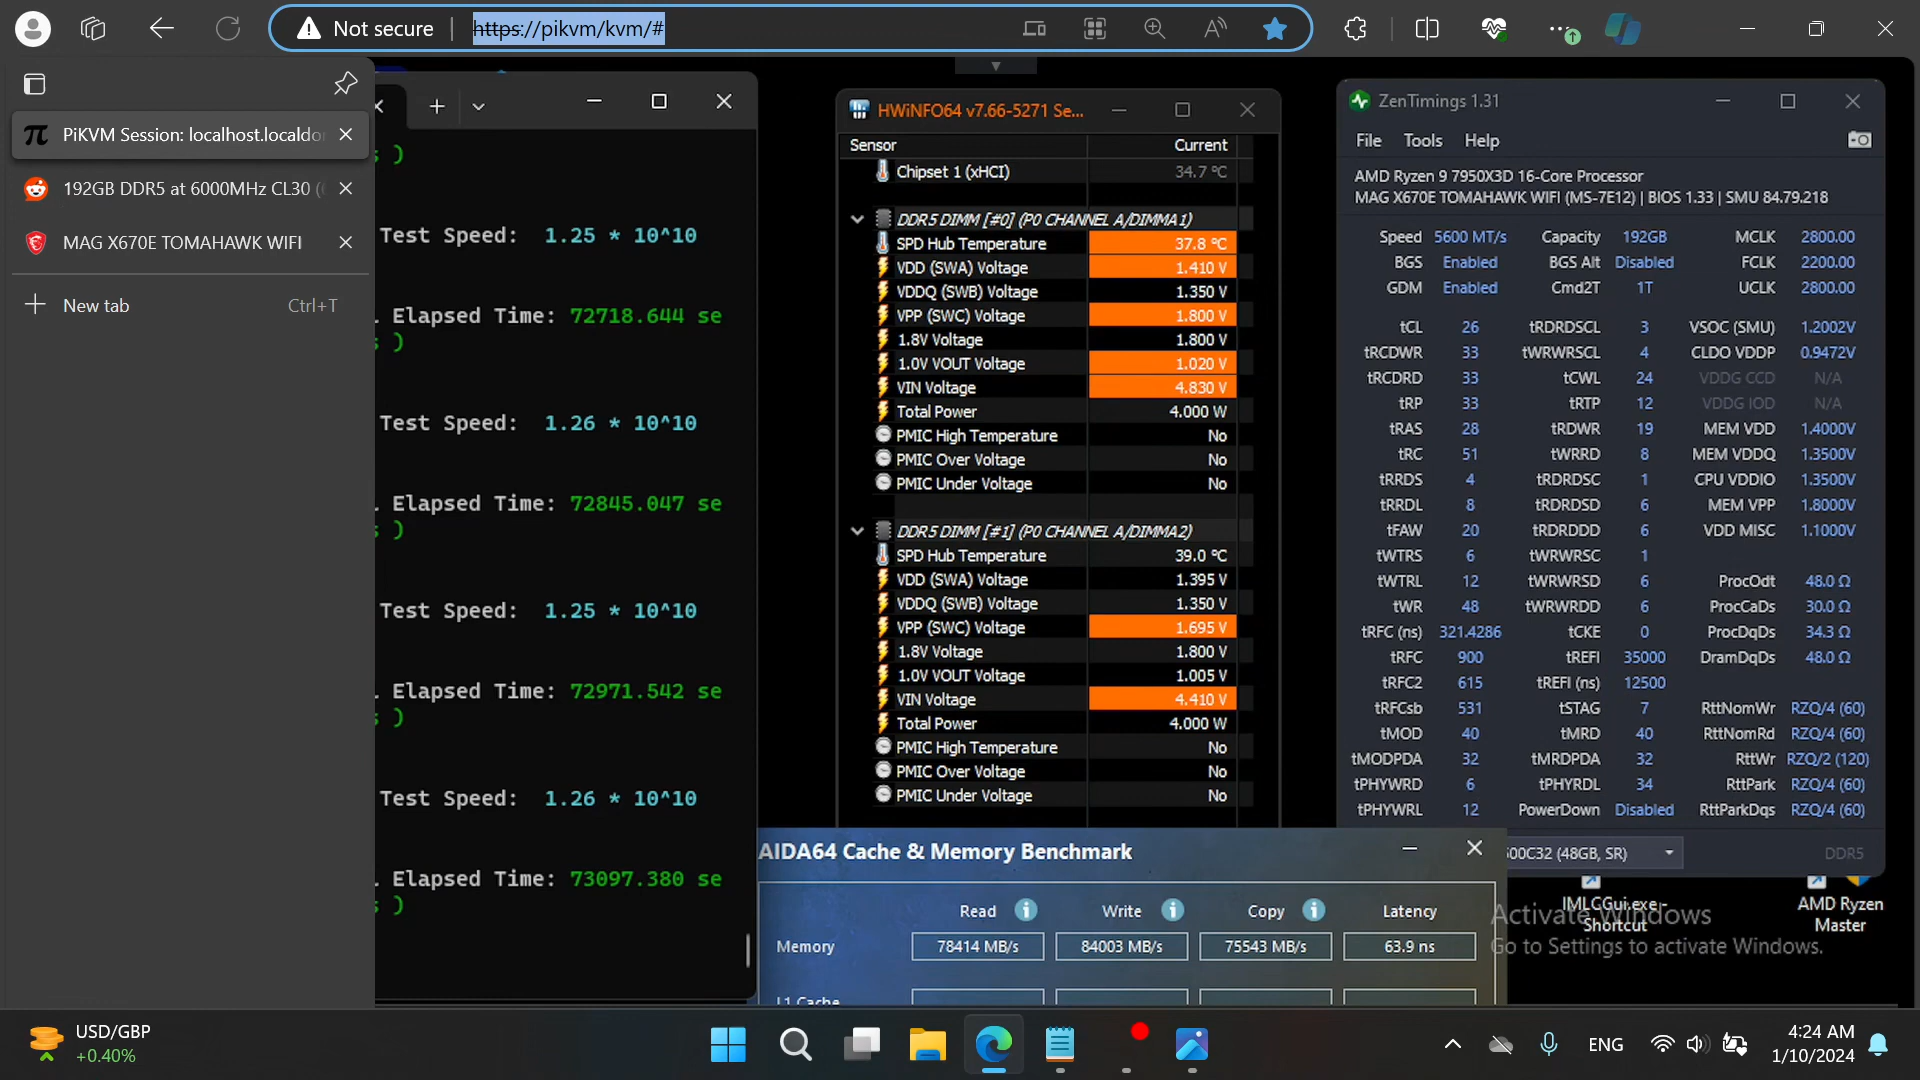 Not secure | https://pikvm/kvm/#
PiKVM Session: localhost.localdo
192GB DDR5 at 6000MHz CL30 (
MAG X670E TOMAHAWK WIFI
New tab Ctrl+T
Test Speed: 1.25 * 10^10
Elapsed Time: 72718.644 se
Test Speed: 1.26 * 10^10
Elapsed Time: 72845.047 se
Test Speed: 1.25 * 10^10
Elapsed Time: 72971.542 se
Test Speed: 1.26 * 10^10
Elapsed Time: 73097.380 se
HWiNFO64 v7.66-5271 Se...
Sensor Current
Chipset 1 (xHCI) 34.7 °C
DDR5 DIMM [#0] (P0 CHANNEL A/DIMMA1)
SPD Hub Temperature 37.8 °C
VDD (SWA) Voltage 1.410 V
VDDQ (SWB) Voltage 1.350 V
VPP (SWC) Voltage 1.800 V
1.8V Voltage 1.800 V
1.0V VOUT Voltage 1.020 V
VIN Voltage 4.830 V
Total Power 4.000 W
PMIC High Temperature No
PMIC Over Voltage No
PMIC Under Voltage No
DDR5 DIMM [#1] (P0 CHANNEL A/DIMMA2)
SPD Hub Temperature 39.0 °C
VDD (SWA) Voltage 1.395 V
VDDQ (SWB) Voltage 1.350 V
VPP (SWC) Voltage 1.695 V
1.8V Voltage 1.800 V
1.0V VOUT Voltage 1.005 V
VIN Voltage 4.410 V
Total Power 4.000 W
PMIC High Temperature No
PMIC Over Voltage No
PMIC Under Voltage No
ZenTimings 1.31
File Tools Help
AMD Ryzen 9 7950X3D 16-Core Processor
MAG X670E TOMAHAWK WIFI (MS-7E12) | BIOS 1.33 | SMU 84.79.218
Speed 5600 MT/s Capacity 192GB MCLK 2800.00
BGS Enabled BGS Alt Disabled FCLK 2200.00
GDM Enabled Cmd2T 1T UCLK 2800.00
tCL 26 tRDRDSCL 3 VSOC (SMU) 1.2002V
tRCDWR 33 tWRWRSCL 4 CLDO VDDP 0.9472V
tRCDRD 33 tCWL 24 VDDG CCD N/A
tRP 33 tRTP 12 VDDG IOD N/A
tRAS 28 tRDWR 19 MEM VDD 1.4000V
tRC 51 tWRRD 8 MEM VDDQ 1.3500V
tRRDS 4 tRDRDSC 1 CPU VDDIO 1.3500V
tRRDL 8 tRDRDSD 6 MEM VPP 1.8000V
tFAW 20 tRDRDDD 6 VDD MISC 1.1000V
tWTRS 6 tWRWRSC 1
tWTRL 12 tWRWRSD 6 ProcOdt 48.0 Ω
tWR 48 tWRWRDD 6 ProcCaDs 30.0 Ω
tRFC (ns) 321.4286 tCKE 0 ProcDqDs 34.3 Ω
tRFC 900 tREFI 35000 DramDqDs 48.0 Ω
tRFC2 615 tREFI (ns) 12500
tRFCsb 531 tSTAG 7 RttNomWr RZQ/4 (60)
tMOD 40 tMRD 40 RttNomRd RZQ/4 (60)
tMODPDA 32 tMRDPDA 32 RttWr RZQ/2 (120)
tPHYWRD 6 tPHYRDL 34 RttPark RZQ/4 (60)
tPHYWRL 12 PowerDown Disabled RttParkDqs RZQ/4 (60)
00C32 (48GB, SR) DDR5
AIDA64 Cache & Memory Benchmark
Read Write Copy Latency
Memory 78414 MB/s 84003 MB/s 75543 MB/s 63.9 ns
L1 Cache
IMLCGui.exe -
Shortcut
AMD Ryzen
Master
Activate Windows
Go to Settings to activate Windows.
USD/GBP
+0.40%
ENG
4:24 AM
1/10/2024